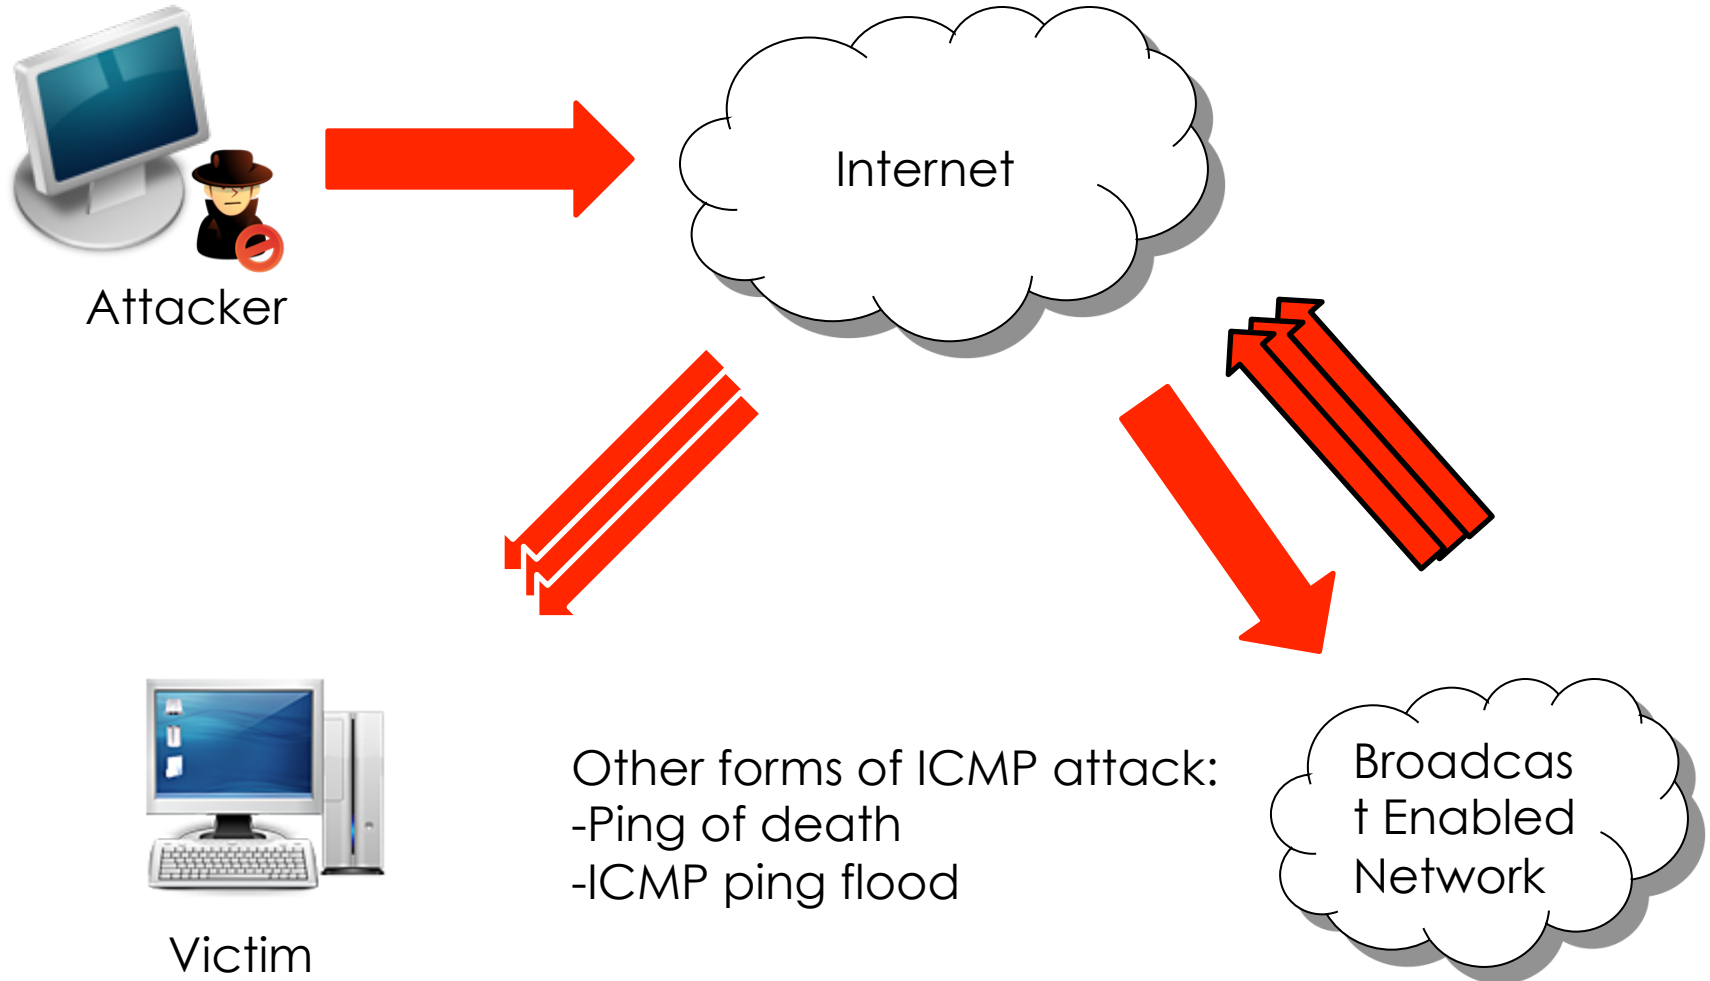 Internet
Attacker
Other forms of ICMP attack:
-Ping of death
-ICMP ping flood
Broadcas
t Enabled
Network
Victim